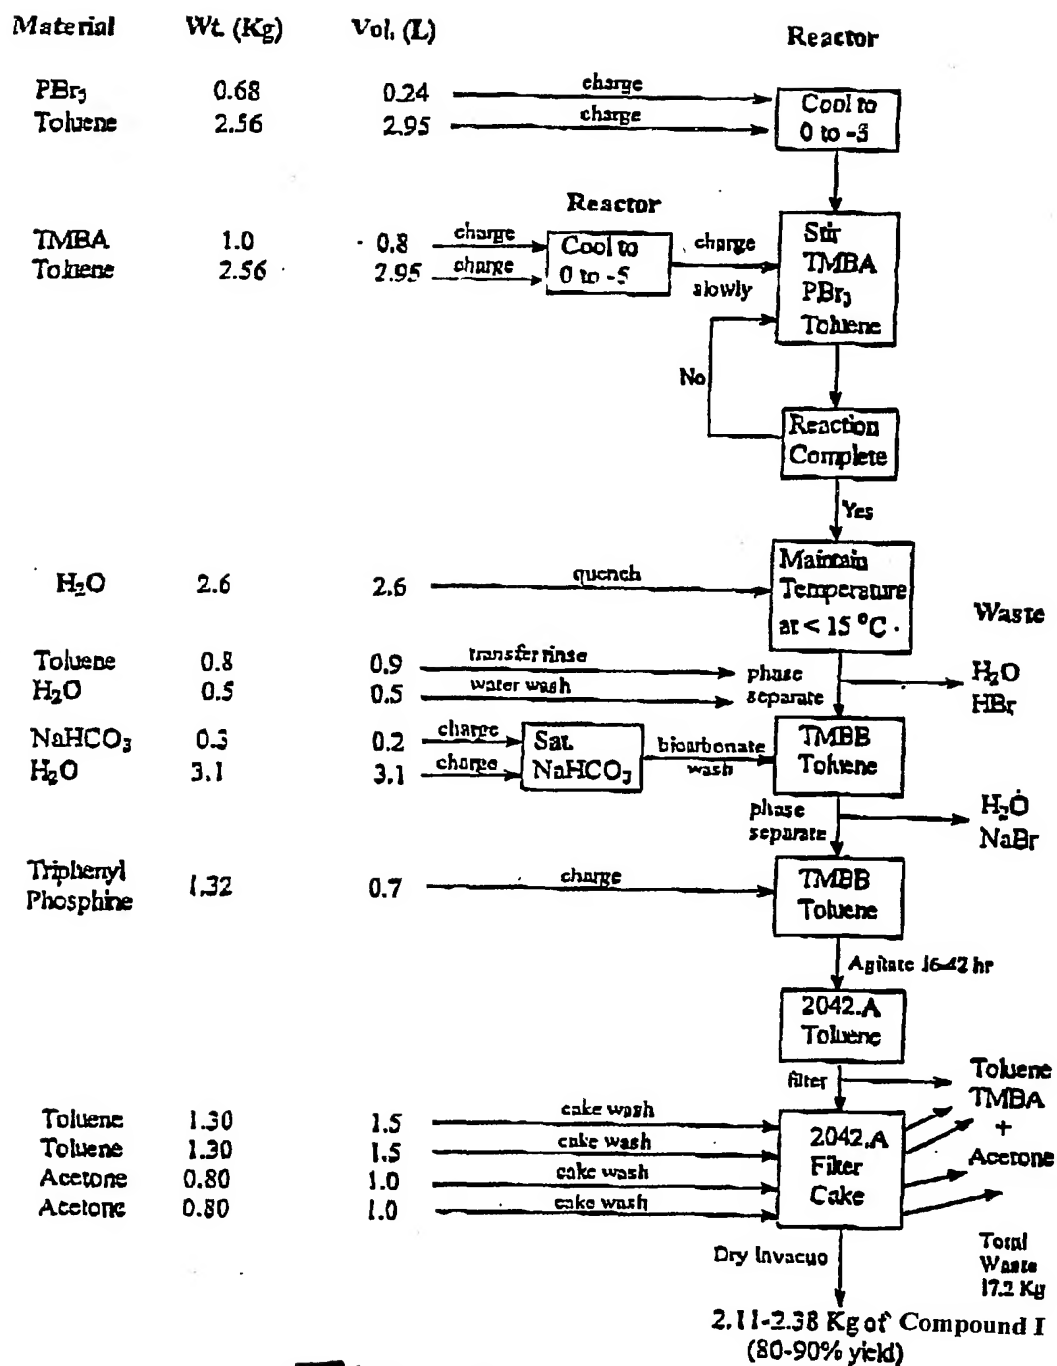 Material Wt. (Kg) Vol. (L) Reactor
PBr₃ 0.68 0.24 charge
Toluene 2.56 2.95 charge
Cool to
0 to -5
Reactor
TMBA 1.0 0.8 charge
Toluene 2.56 2.95 charge
Cool to
0 to -5
charge
slowly
Stir
TMBA
PBr₃
Toluene
No
Reaction
Complete
Yes
H₂O 2.6 2.6 quench
Maintain
Temperature
at < 15 °C
Waste
Toluene 0.8 0.9 transfer rinse
H₂O 0.5 0.5 water wash
phase
separate
H₂O
HBr
NaHCO₃ 0.3 0.2 charge
H₂O 3.1 3.1 charge
Sat.
NaHCO₃
bicarbonate
wash
TMBB
Toluene
phase
separate
H₂O
NaBr
Triphenyl
Phosphine 1.32 0.7 charge
TMBB
Toluene
Agitate 16-42 hr
2042.A
Toluene
filter
Toluene
TMBA
+
Acetone
Toluene 1.30 1.5 cake wash
Toluene 1.30 1.5 cake wash
Acetone 0.80 1.0 cake wash
Acetone 0.80 1.0 cake wash
2042.A
Filter
Cake
Dry Invacuo
Total
Waste
17.2 Kg
2.11-2.38 Kg of Compound I
(80-90% yield)